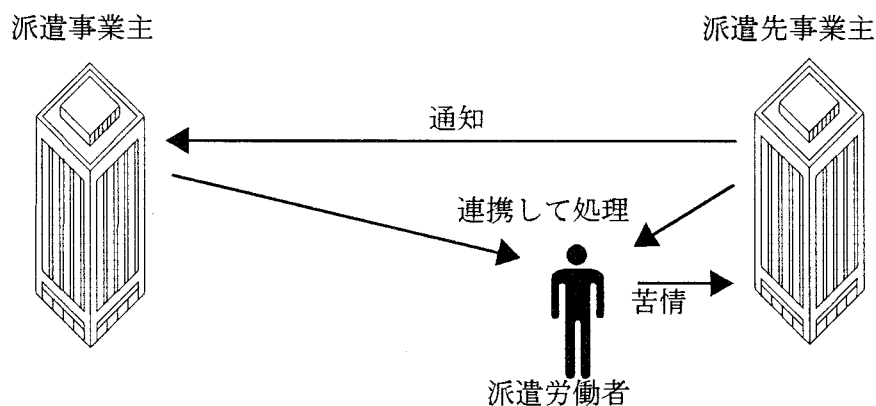 派遣事業主
派遣先事業主
通知
連携して処理
苦情
派遣労働者